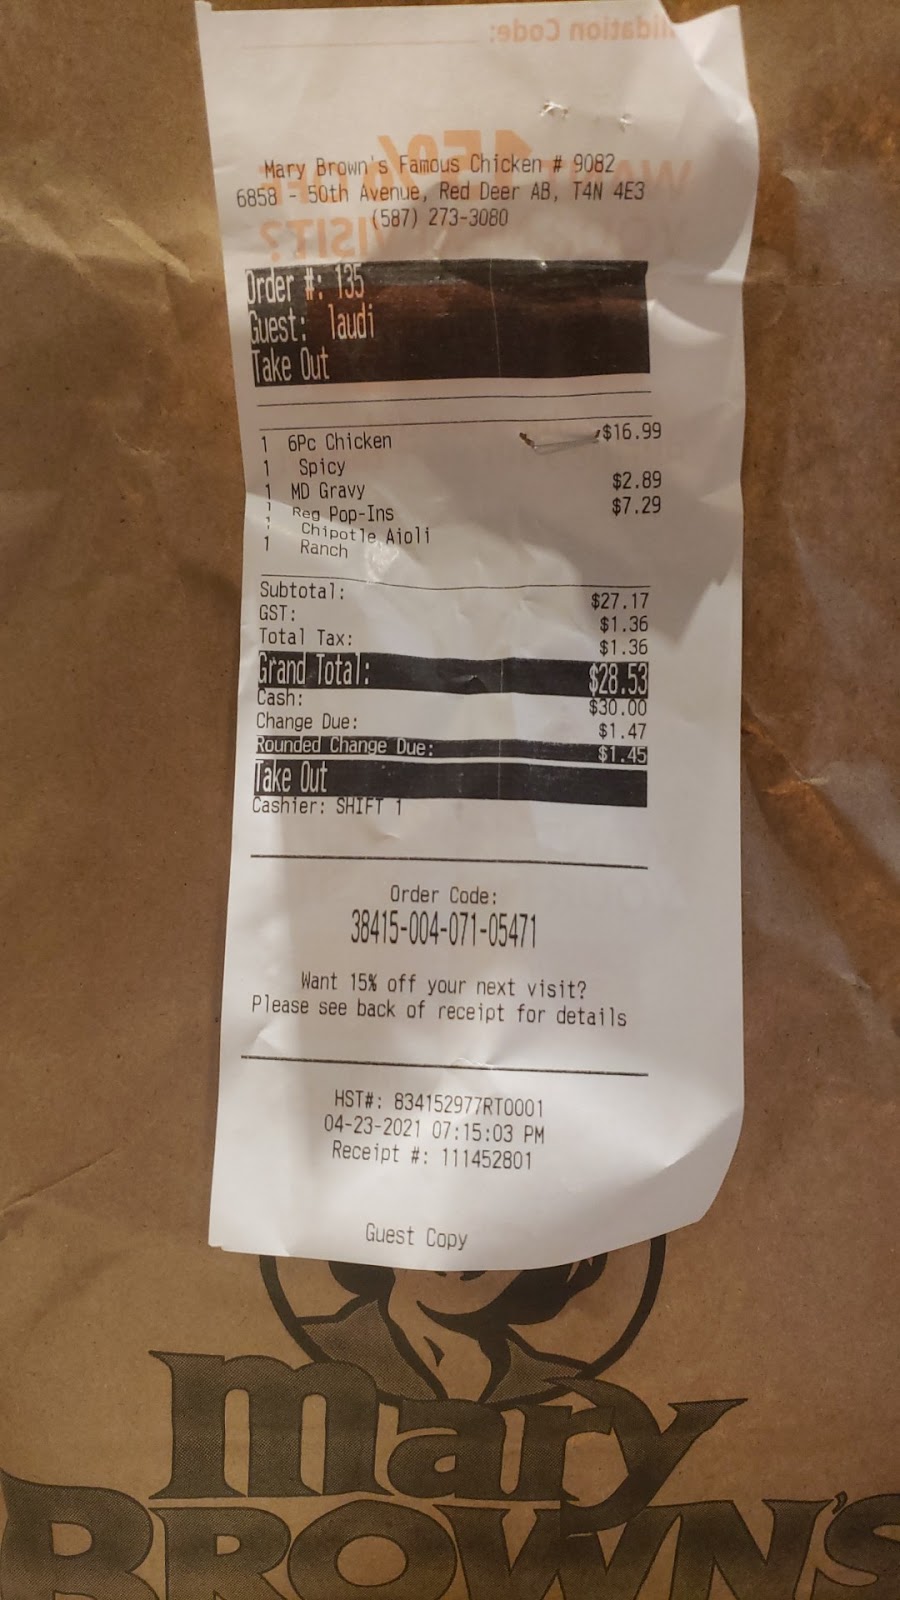 Validation Code:
Mary Brown's Famous Chicken # 9082
6858 - 50th Avenue, Red Deer AB, T4N 4E3
(587) 273-3080
Order #: 135
Guest: laudi
Take Out
1 6Pc Chicken $16.99
1 Spicy
1 MD Gravy $2.89
1 Reg Pop-Ins $7.29
1 Chipotle Aioli
1 Ranch
Subtotal: $27.17
GST: $1.36
Total Tax: $1.36
Grand Total: $28.53
Cash: $30.00
Change Due: $1.47
Rounded Change Due: $1.45
Take Out
Cashier: SHIFT 1
Order Code:
38415-004-071-05471
Want 15% off your next visit?
Please see back of receipt for details
HST#: 834152977RT0001
04-23-2021 07:15:03 PM
Receipt #: 111452801
Guest Copy
mary
BROWN'S